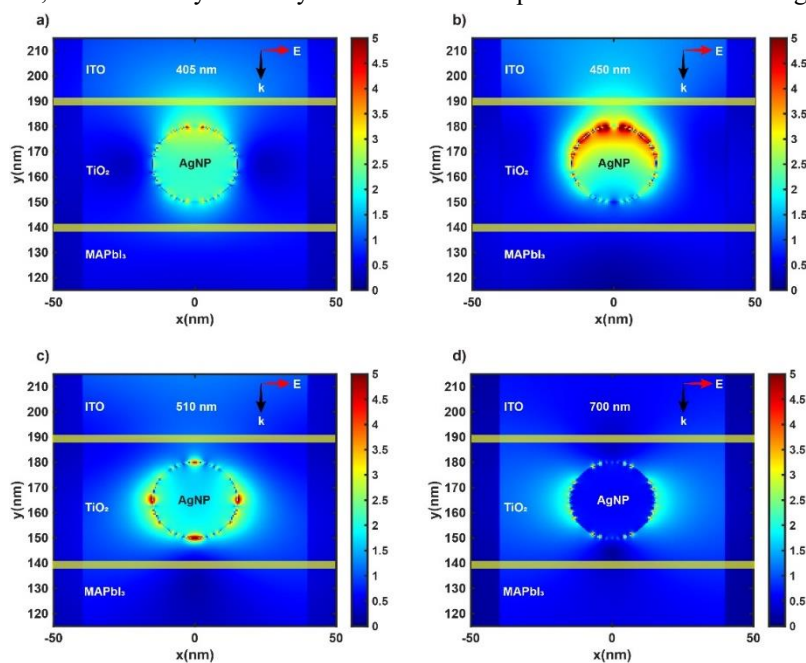 a)
215
210
205
200
190
180
170
160
150
140
130
120
y(nm)
ITO
405 nm
E
k
AgNP
TiO₂
MAPbI₃
-50
0
50
x(nm)
5
4.5
4
3.5
3
2.5
2
1.5
1
0.5
0
b)
210
200
190
180
170
160
150
140
130
120
y(nm)
ITO
450 nm
E
k
AgNP
TiO₂
MAPbI₃
-50
0
50
x(nm)
5
4.5
4
3.5
3
2.5
2
1.5
1
0.5
0
c)
210
200
190
180
170
160
150
140
130
120
y(nm)
ITO
510 nm
E
k
AgNP
TiO₂
MAPbI₃
-50
0
50
x(nm)
5
4.5
4
3.5
3
2.5
2
1.5
1
0.5
0
d)
210
200
190
180
170
160
150
140
130
120
y(nm)
ITO
700 nm
E
k
AgNP
TiO₂
MAPbI₃
-50
0
50
x(nm)
5
4.5
4
3.5
3
2.5
2
1.5
1
0.5
0